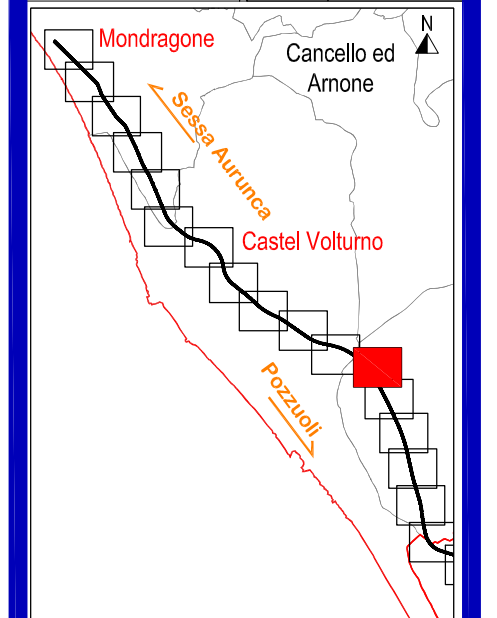 N
Mondragone
Cancello ed
Arnone
Sessa Aurunca
Castel Volturno
Pozzuoli